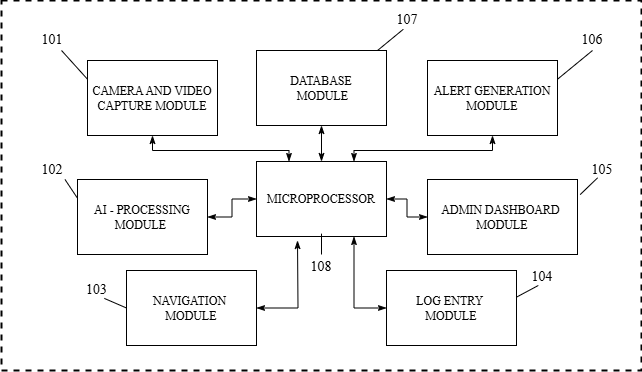 107
101
106
CAMERA AND VIDEO
CAPTURE MODULE
DATABASE
MODULE
ALERT GENERATION
MODULE
102
105
AI - PROCESSING
MODULE
MICROPROCESSOR
ADMIN DASHBOARD
MODULE
108
103
104
NAVIGATION
MODULE
LOG ENTRY
MODULE